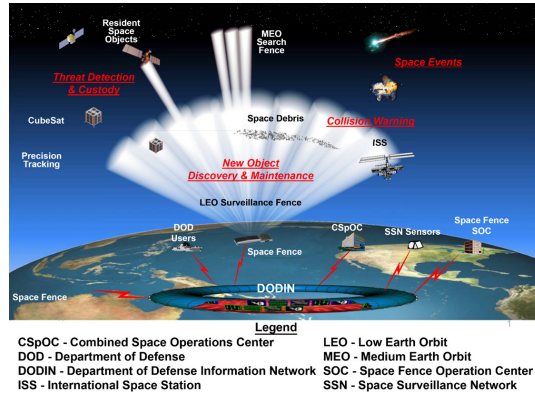 Resident
Space
Objects
MEO
Search
Fence
Space Events
Threat Detection
& Custody
CubeSat
Space Debris
Collision Warning
ISS
Precision
Tracking
New Object
Discovery & Maintenance
LEO Surveillance Fence
DOD
Users
Space Fence
CSpOC
SSN Sensors
Space Fence
SOC
DODIN
Space Fence
1
Legend
CSpOC - Combined Space Operations Center
DOD - Department of Defense
DODIN - Department of Defense Information Network
ISS - International Space Station
LEO - Low Earth Orbit
MEO - Medium Earth Orbit
SOC - Space Fence Operation Center
SSN - Space Surveillance Network